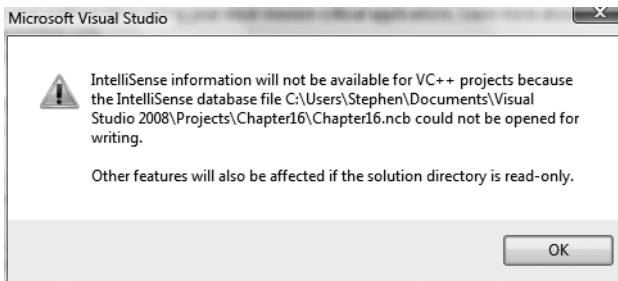 Microsoft Visual Studio
IntelliSense information will not be available for VC++ projects because
the IntelliSense database file C:\Users\Stephen\Documents\Visual
Studio 2008\Projects\Chapter16\Chapter16.ncb could not be opened for
writing.
Other features will also be affected if the solution directory is read-only.
OK